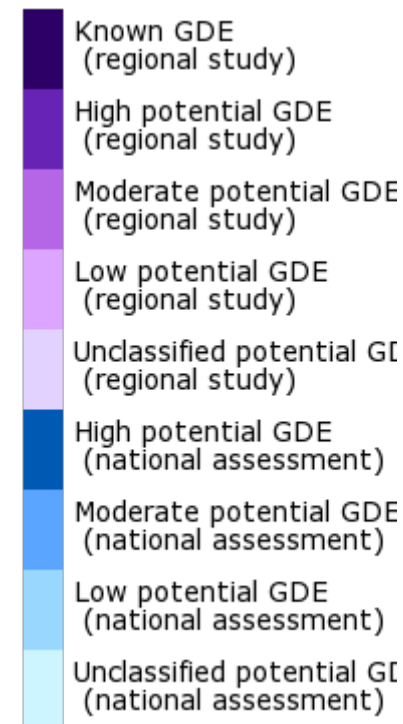 Known GDE
(regional study)
High potential GDE
(regional study)
Moderate potential GDE
(regional study)
Low potential GDE
(regional study)
Unclassified potential GD
(regional study)
High potential GDE
(national assessment)
Moderate potential GDE
(national assessment)
Low potential GDE
(national assessment)
Unclassified potential GD
(national assessment)